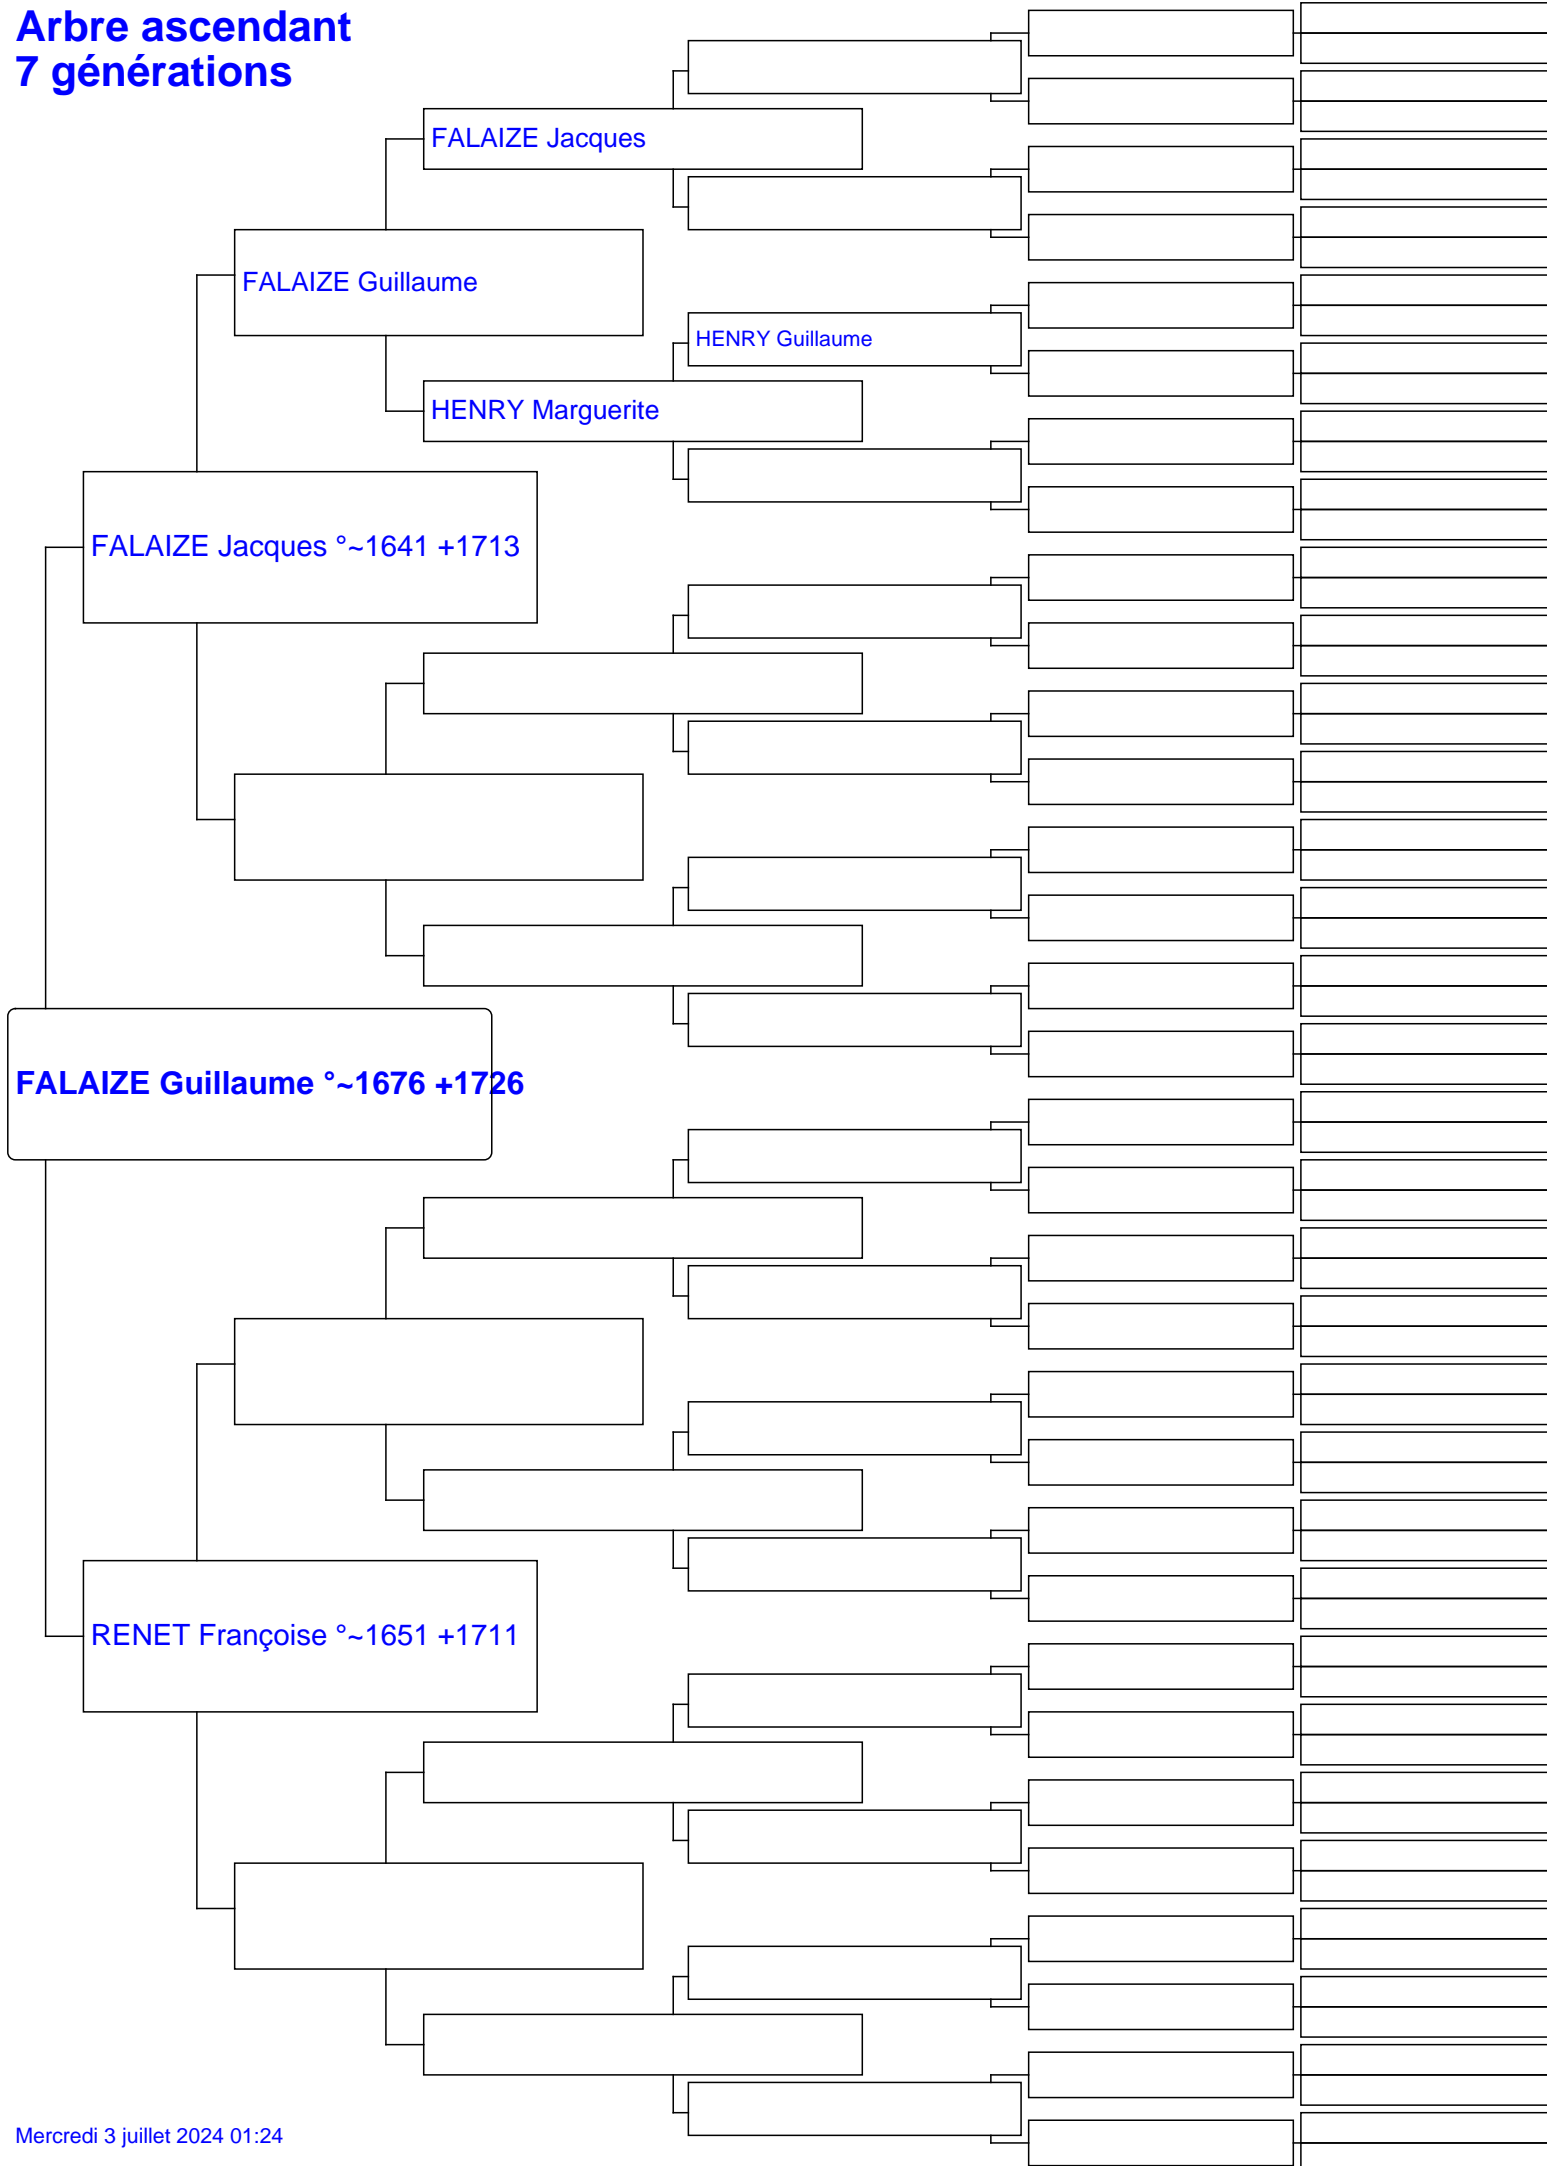 Arbre ascendant
7 générations
FALAIZE Jacques
FALAIZE Guillaume
HENRY Guillaume
HENRY Marguerite
FALAIZE Jacques °~1641 +1713
FALAIZE Guillaume °~1676 +1726
RENET Françoise °~1651 +1711
Mercredi 3 juillet 2024 01:24